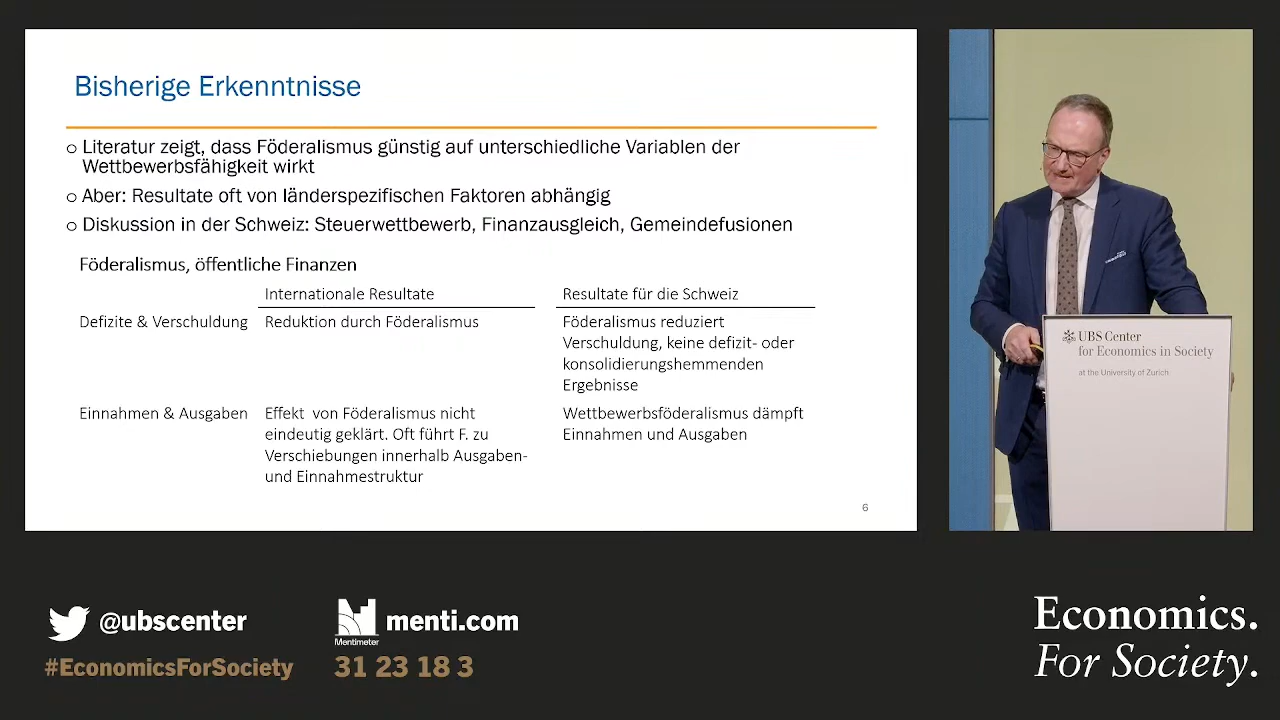 Bisherige Erkenntnisse
o Literatur zeigt, dass Föderalismus günstig auf unterschiedliche Variablen der
Wettbewerbsfähigkeit wirkt
o Aber: Resultate oft von länderspezifischen Faktoren abhängig
o Diskussion in der Schweiz: Steuerwettbewerb, Finanzausgleich, Gemeindefusionen
Föderalismus, öffentliche Finanzen
Internationale Resultate
Resultate für die Schweiz
Defizite & Verschuldung
Reduktion durch Föderalismus
Föderalismus reduziert
Verschuldung, keine defizit- oder
konsolidierungshemmenden
Ergebnisse
Einnahmen & Ausgaben
Effekt von Föderalismus nicht
eindeutig geklärt. Oft führt F. zu
Verschiebungen innerhalb Ausgaben-
und Einnahmestruktur
Wettbewerbsföderalismus dämpft
Einnahmen und Ausgaben
6
UBS Center
for Economics in Society
at the University of Zurich
@ubscenter
#EconomicsForSociety
Mentimeter
menti.com
31 23 18 3
Economics.
For Society.